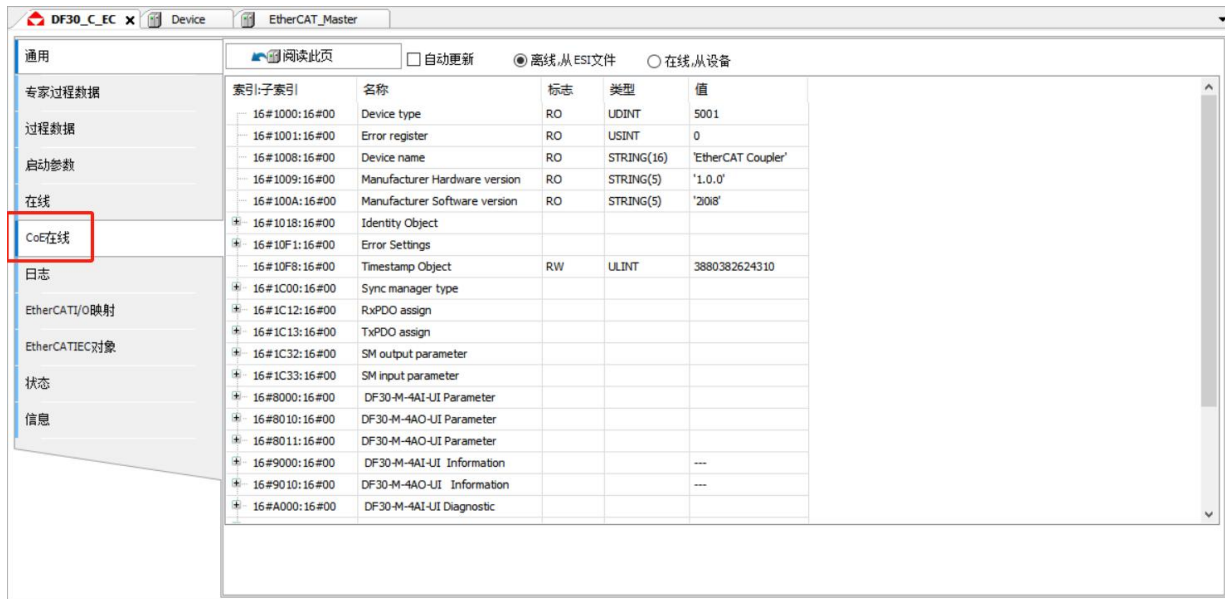 DF30_C_EC X Device EtherCAT_Master
通用
专家过程数据
过程数据
启动参数
在线
CoE在线
日志
EtherCATI/O映射
EtherCATIEC对象
状态
信息
阅读此页 自动更新 离线,从ESI文件 在线,从设备
索引:子索引 名称 标志 类型 值
16#1000:16#00 Device type RO UDINT 5001
16#1001:16#00 Error register RO USINT 0
16#1008:16#00 Device name RO STRING(16) 'EtherCAT Coupler'
16#1009:16#00 Manufacturer Hardware version RO STRING(5) '1.0.0'
16#100A:16#00 Manufacturer Software version RO STRING(5)
16#1018:16#00 Identity Object
16#10F1:16#00 Error Settings
16#10F8:16#00 Timestamp Object RW ULINT 3880382624310
16#1C00:16#00 Sync manager type
16#1C12:16#00 RxPDO assign
16#1C13:16#00 TxPDO assign
16#1C32:16#00 SM output parameter
16#1C33:16#00 SM input parameter
16#8000:16#00 DF30-M-4AI-UI Parameter
16#8010:16#00 DF30-M-4AO-UI Parameter
16#8011:16#00 DF30-M-4AO-UI Parameter
16#9000:16#00 DF30-M-4AI-UI Information ---
16#9010:16#00 DF30-M-4AO-UI Information ---
16#A000:16#00 DF30-M-4AI-UI Diagnostic